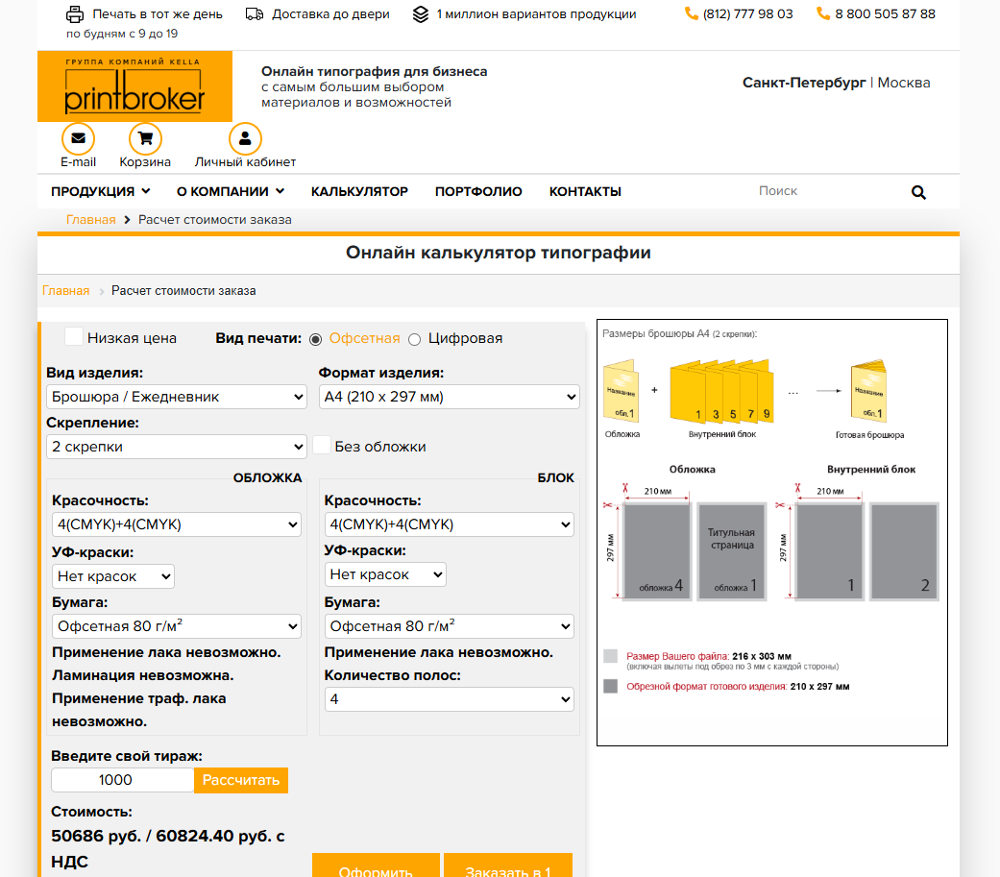 Печать в тот же день
по будням с 9 до 19
Доставка до двери
1 миллион вариантов продукции
(812) 777 98 03
8 800 505 87 88
ГРУППА КОМПАНИЙ KELLA
printbroker
Онлайн типография для бизнеса
с самым большим выбором
материалов и возможностей
Санкт-Петербург | Москва
E-mail
Корзина
Личный кабинет
ПРОДУКЦИЯ
О КОМПАНИИ
КАЛЬКУЛЯТОР
ПОРТФОЛИО
КОНТАКТЫ
Поиск
Главная
Расчет стоимости заказа
Онлайн калькулятор типографии
Главная
Расчет стоимости заказа
Низкая цена
Вид печати:
Офсетная
Цифровая
Вид изделия:
Брошюра / Ежедневник
Формат изделия:
А4 (210 x 297 мм)
Скрепление:
2 скрепки
Без обложки
ОБЛОЖКА
Красочность:
4(CMYK)+4(CMYK)
УФ-краски:
Нет красок
Бумага:
Офсетная 80 г/м²
Применение лака невозможно.
Ламинация невозможна.
Применение траф. лака
невозможно.
БЛОК
Красочность:
4(CMYK)+4(CMYK)
УФ-краски:
Нет красок
Бумага:
Офсетная 80 г/м²
Применение лака невозможно.
Количество полос:
4
Введите свой тираж:
1000
Рассчитать
Стоимость:
50686 руб. / 60824.40 руб. с
НДС
Оформить
Заказать в 1
Размеры брошюры А4 (2 скрепки):
Название
обл. 1
+
1 3 5 7 9
...
Название
обл. 1
Обложка
Внутренний блок
Готовая брошюра
Обложка
Внутренний блок
210 мм
210 мм
297 мм
обложка 4
Титульная
страница
обложка 1
297 мм
1
2
Размер Вашего файла: 216 x 303 мм
(включая вылеты под обрез по 3 мм с каждой стороны)
Обрезной формат готового изделия: 210 x 297 мм